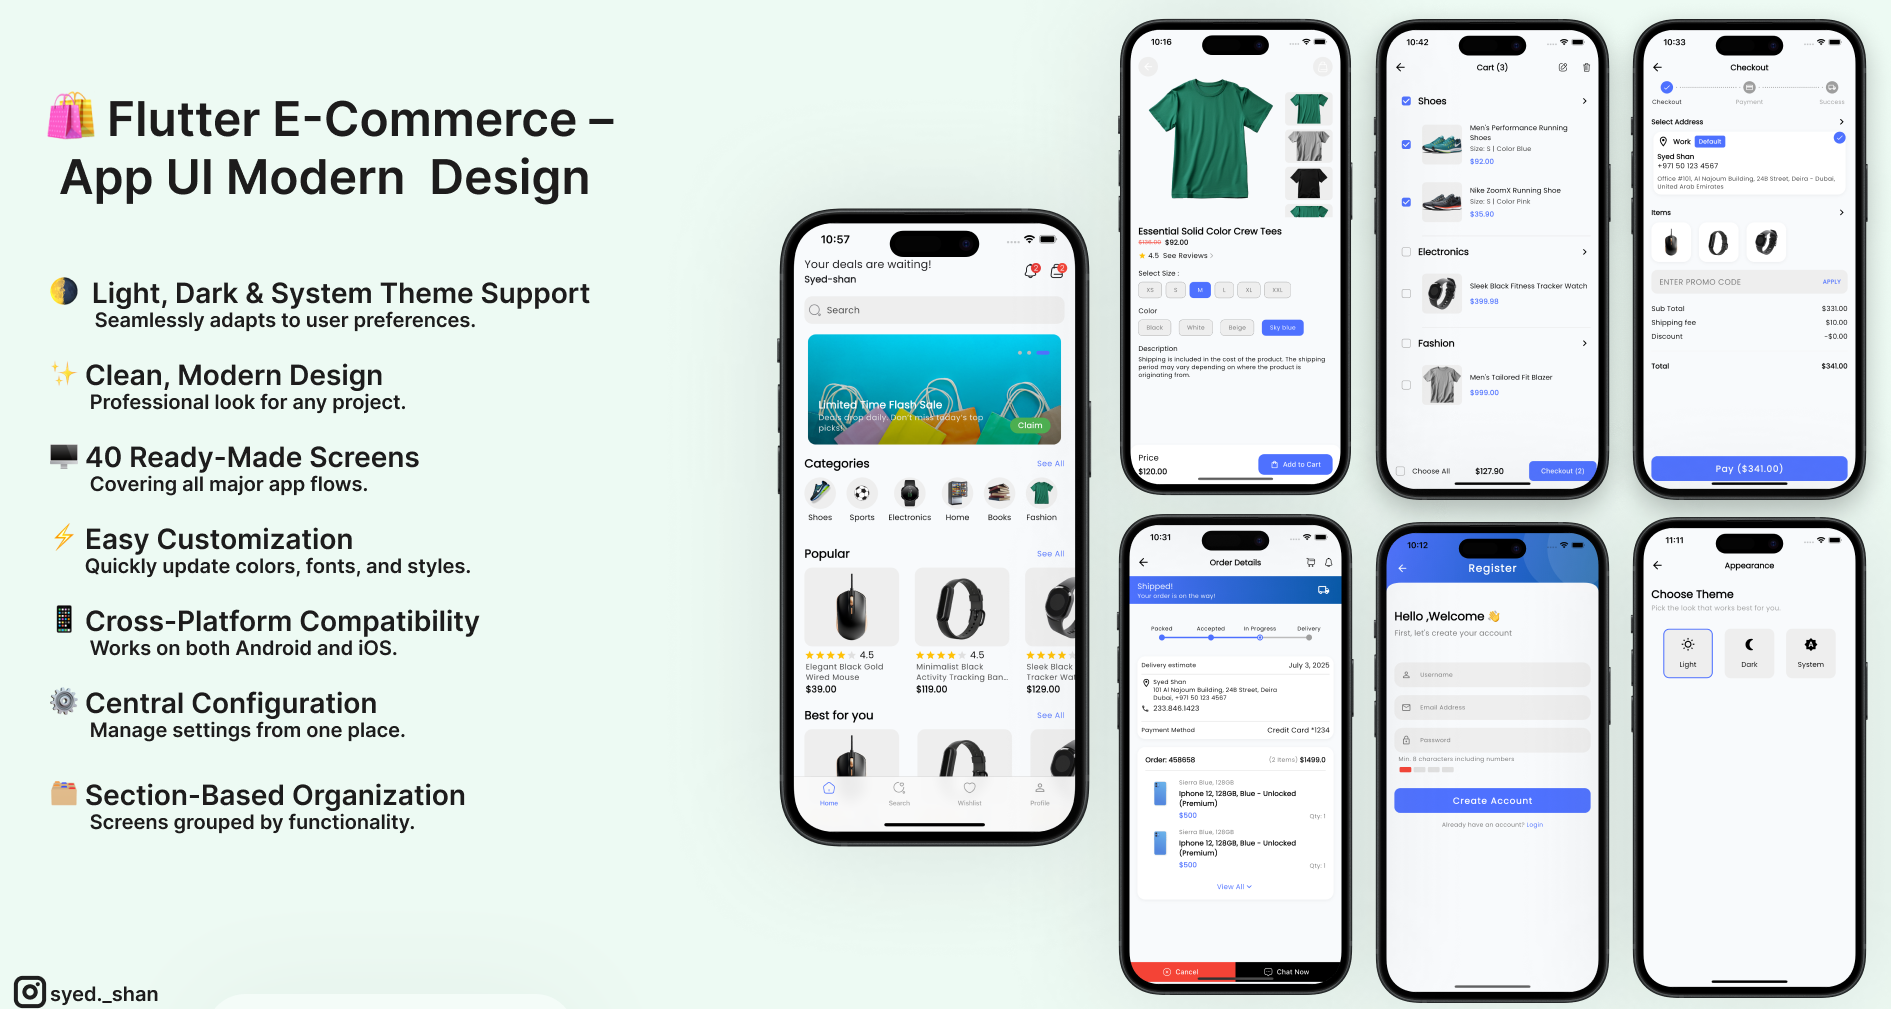 Flutter E-Commerce –
App UI Modern Design
Light, Dark & System Theme Support
Seamlessly adapts to user preferences.
Clean, Modern Design
Professional look for any project.
40 Ready-Made Screens
Covering all major app flows.
Easy Customization
Quickly update colors, fonts, and styles.
Cross-Platform Compatibility
Works on both Android and iOS.
Central Configuration
Manage settings from one place.
Section-Based Organization
Screens grouped by functionality.
syed._shan
10:57
Your deals are waiting!
Syed-shan
2
2
Search
Limited Time Flash Sale
Deals drop daily. Don't miss today's top
picks!
Claim
Categories
See All
Shoes
Sports
Electronics
Home
Books
Fashion
Popular
See All
4.5
4.5
Elegant Black Gold
Wired Mouse
$39.00
Minimalist Black
Activity Tracking Ban...
$119.00
Sleek Black
Tracker Wat
$129.00
Best for you
See All
Home
Search
Wishlist
Profile
10:16
Essential Solid Color Crew Tees
$136.00 $92.00
4.5 See Reviews
Select Size :
XS
S
M
L
XL
XXL
Color
Black
White
Beige
Sky blue
Description
Shipping is included in the cost of the product. The shipping
period may vary depending on where the product is
originating from.
Price
$120.00
Add to Cart
10:42
Cart (3)
Shoes
Men's Performance Running
Shoes
Size: S | Color Blue
$92.00
Nike ZoomX Running Shoe
Size: S | Color Pink
$35.90
Electronics
Sleek Black Fitness Tracker Watch
$399.98
Fashion
Men's Tailored Fit Blazer
$999.00
Choose All
$127.90
Checkout (2)
10:33
Checkout
Checkout
Payment
Success
Select Address
Work
Default
Syed Shan
+971 50 123 4567
Office #101, Al Najoum Building, 24B Street, Deira - Dubai,
United Arab Emirates
Items
ENTER PROMO CODE
APPLY
Sub Total
$331.00
Shipping fee
$10.00
Discount
-$0.00
Total
$341.00
Pay ($341.00)
10:31
Order Details
Shipped!
Your order is on the way!
Packed
Accepted
In Progress
Delivery
Delivery estimate
July 3, 2025
Syed Shan
101 Al Najoum Building, 24B Street, Deira
Dubai, +971 50 123 4567
233.846.1423
Payment Method
Credit Card *1234
Order: 458658
(2 items) $1499.0
Sierra Blue, 128GB
Iphone 12, 128GB, Blue - Unlocked
(Premium)
$500
Qty: 1
Sierra Blue, 128GB
Iphone 12, 128GB, Blue - Unlocked
(Premium)
$500
Qty: 1
View All
Cancel
Chat Now
10:12
Register
Hello ,Welcome
First, let's create your account
Username
Email Address
Password
Min. 8 characters including numbers
Create Account
Already have an account? Login
11:11
Appearance
Choose Theme
Pick the look that works best for you.
Light
Dark
System